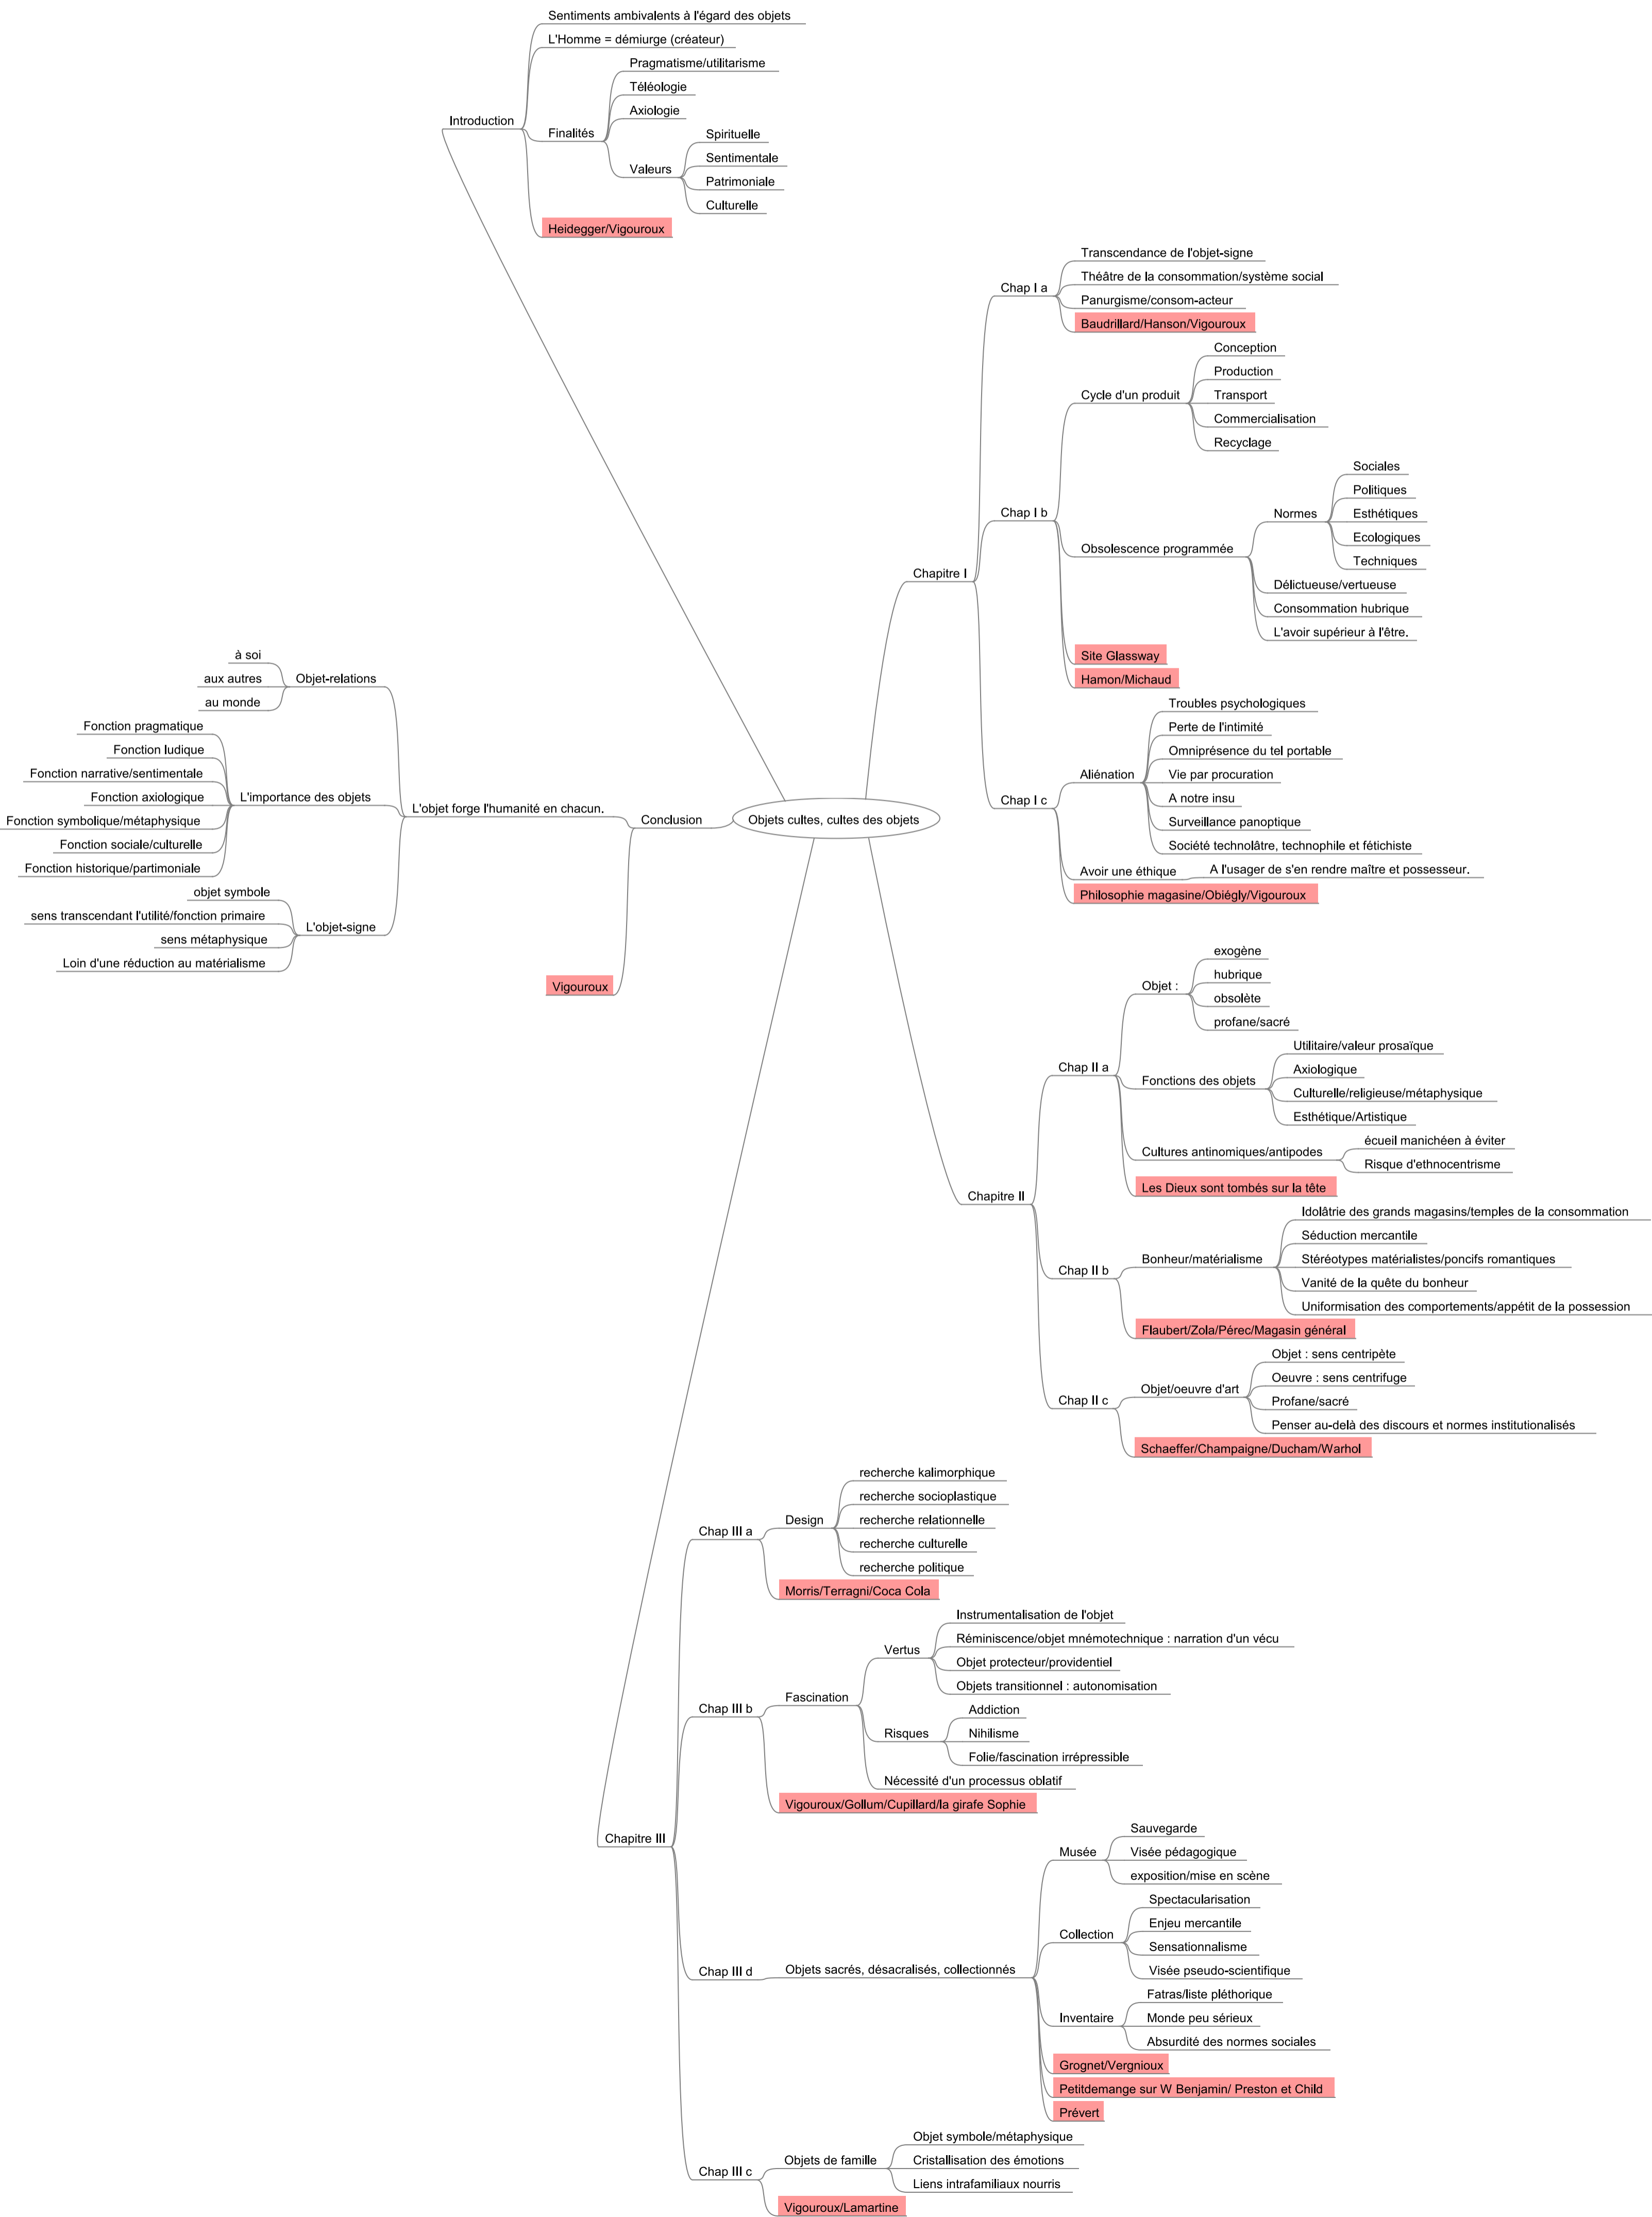 Objets cultes, cultes des objets
Introduction
Sentiments ambivalents à l'égard des objets
L'Homme = démiurge (créateur)
Finalités
Pragmatisme/utilitarisme
Téléologie
Axiologie
Valeurs
Spirituelle
Sentimentale
Patrimoniale
Culturelle
Heidegger/Vigouroux
Chapitre I
Chap I a
Transcendance de l'objet-signe
Théâtre de la consommation/système social
Panurgisme/consom-acteur
Baudrillard/Hanson/Vigouroux
Chap I b
Cycle d'un produit
Conception
Production
Transport
Commercialisation
Recyclage
Obsolescence programmée
Normes
Sociales
Politiques
Esthétiques
Ecologiques
Techniques
Délictueuse/vertueuse
Consommation hubrique
L'avoir supérieur à l'être.
Site Glassway
Hamon/Michaud
Chap I c
Aliénation
Troubles psychologiques
Perte de l'intimité
Omniprésence du tel portable
Vie par procuration
A notre insu
Surveillance panoptique
Société technolâtre, technophile et fétichiste
Avoir une éthique
A l'usager de s'en rendre maître et possesseur.
Philosophie magasine/Obiégly/Vigouroux
Chapitre II
Chap II a
Objet :
exogène
hubrique
obsolète
profane/sacré
Fonctions des objets
Utilitaire/valeur prosaïque
Axiologique
Culturelle/religieuse/métaphysique
Esthétique/Artistique
Cultures antinomiques/antipodes
écueil manichéen à éviter
Risque d'ethnocentrisme
Les Dieux sont tombés sur la tête
Chap II b
Bonheur/matérialisme
Idolâtrie des grands magasins/temples de la consommation
Séduction mercantile
Stéréotypes matérialistes/poncifs romantiques
Vanité de la quête du bonheur
Uniformisation des comportements/appétit de la possession
Flaubert/Zola/Pérec/Magasin général
Chap II c
Objet/oeuvre d'art
Objet : sens centripète
Oeuvre : sens centrifuge
Profane/sacré
Penser au-delà des discours et normes institutionalisés
Schaeffer/Champaigne/Ducham/Warhol
Chapitre III
Chap III a
Design
recherche kalimorphique
recherche socioplastique
recherche relationnelle
recherche culturelle
recherche politique
Morris/Terragni/Coca Cola
Chap III b
Fascination
Vertus
Instrumentalisation de l'objet
Réminiscence/objet mnémotechnique : narration d'un vécu
Objet protecteur/providentiel
Objets transitionnel : autonomisation
Risques
Addiction
Nihilisme
Folie/fascination irrépressible
Nécessité d'un processus oblatif
Vigouroux/Gollum/Cupillard/la girafe Sophie
Chap III d
Objets sacrés, désacralisés, collectionnés
Musée
Sauvegarde
Visée pédagogique
exposition/mise en scène
Collection
Spectacularisation
Enjeu mercantile
Sensationnalisme
Visée pseudo-scientifique
Inventaire
Fatras/liste pléthorique
Monde peu sérieux
Absurdité des normes sociales
Grognet/Vergnioux
Petitdemange sur W Benjamin/ Preston et Child
Prévert
Chap III c
Objets de famille
Objet symbole/métaphysique
Cristallisation des émotions
Liens intrafamiliaux nourris
Vigouroux/Lamartine
Conclusion
L'objet forge l'humanité en chacun.
Objet-relations
à soi
aux autres
au monde
L'importance des objets
Fonction pragmatique
Fonction ludique
Fonction narrative/sentimentale
Fonction axiologique
Fonction symbolique/métaphysique
Fonction sociale/culturelle
Fonction historique/partimoniale
L'objet-signe
objet symbole
sens transcendant l'utilité/fonction primaire
sens métaphysique
Loin d'une réduction au matérialisme
Vigouroux